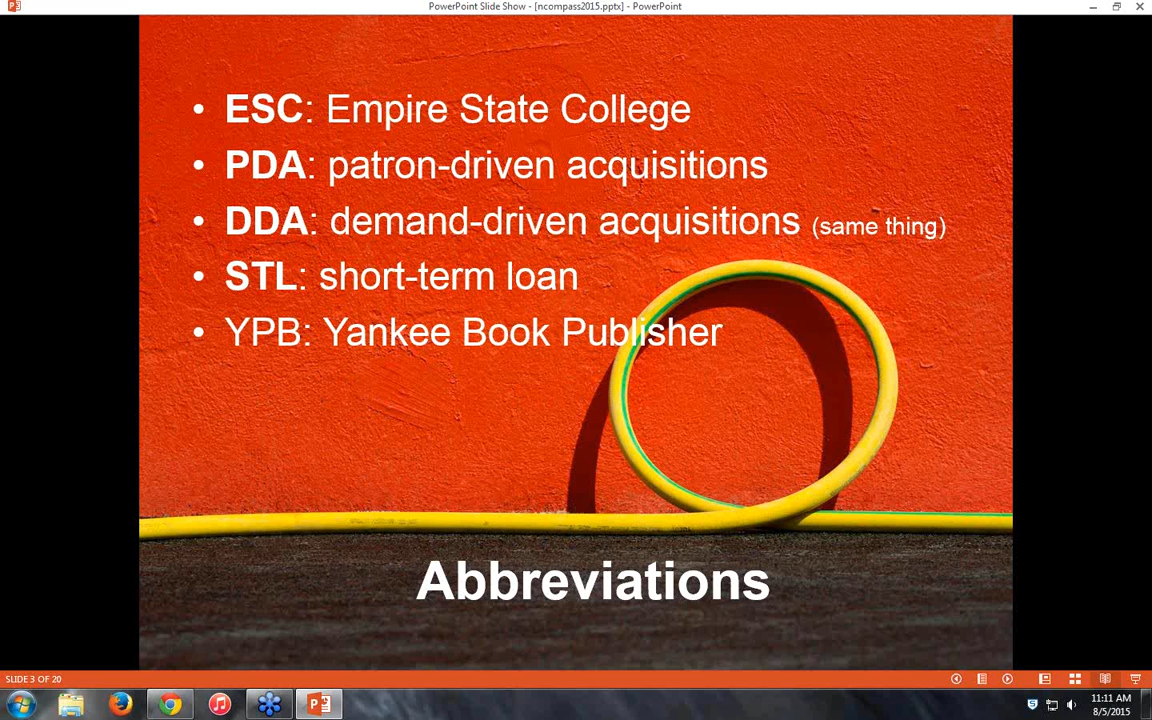 PowerPoint Slide Show - [ncompass2015.pptx] - PowerPoint
• ESC: Empire State College
• PDA: patron-driven acquisitions
• DDA: demand-driven acquisitions (same thing)
• STL: short-term loan
• YPB: Yankee Book Publisher
Abbreviations
SLIDE 3 OF 20
11:11 AM
8/5/2015